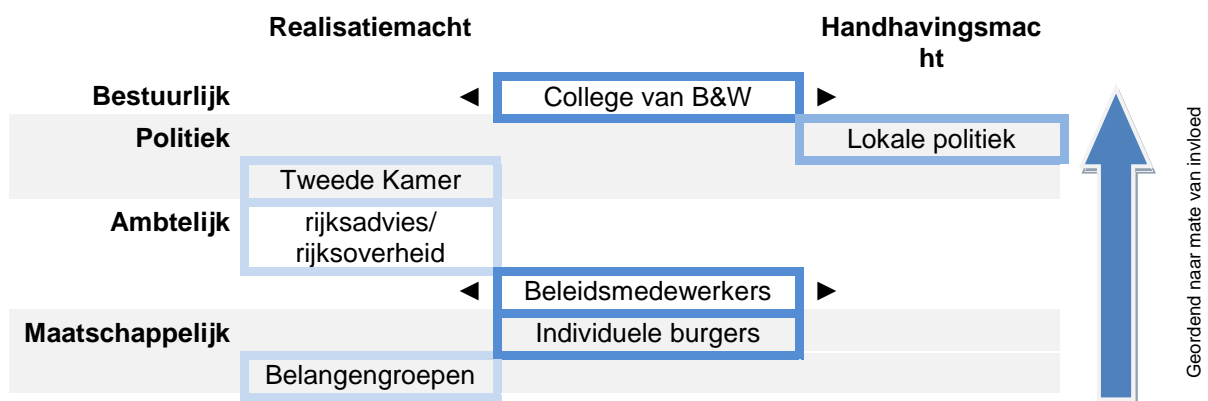 Realisatiemacht
Handhavingsmac
ht
Bestuurlijk ◄ College van B&W ►
Politiek Lokale politiek
Tweede Kamer
Ambtelijk rijksadvies/
rijksoverheid
◄ Beleidsmedewerkers ►
Maatschappelijk Individuele burgers
Belangengroepen
Geordend naar mate van invloed